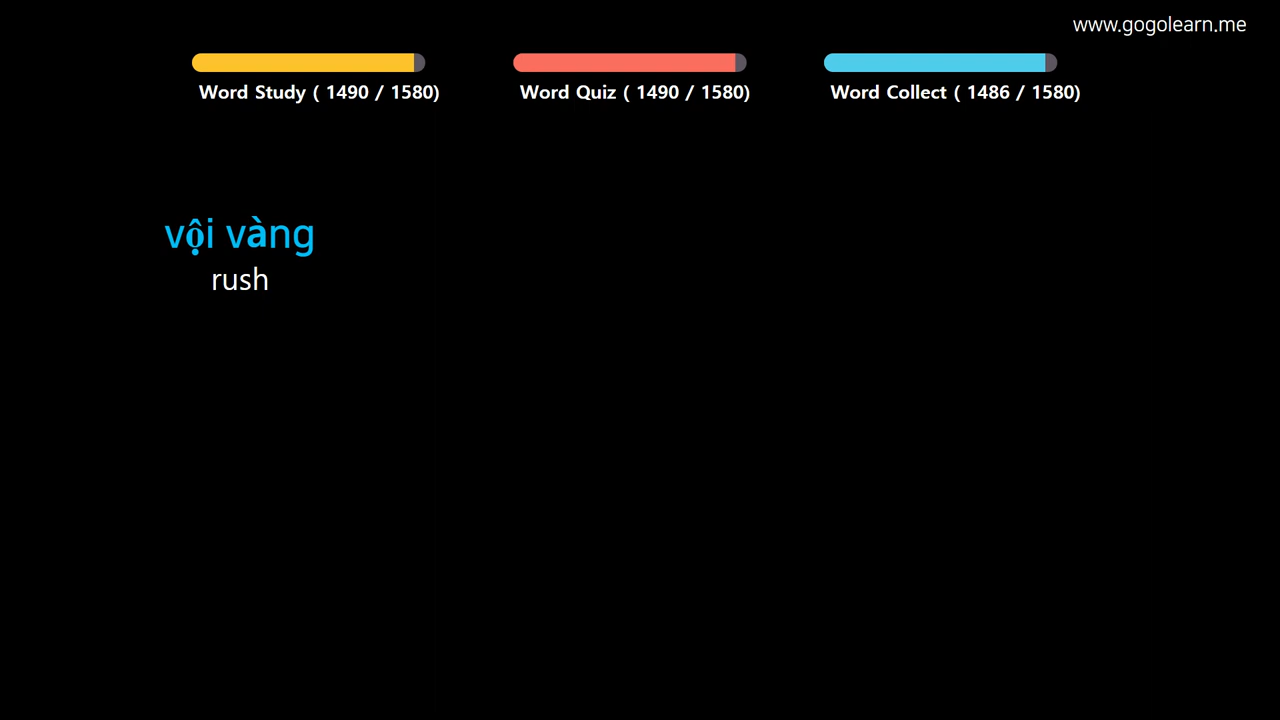 www.gogolearn.me
Word Study ( 1490 / 1580)
Word Quiz ( 1490 / 1580)
Word Collect ( 1486 / 1580)
vội vàng
rush